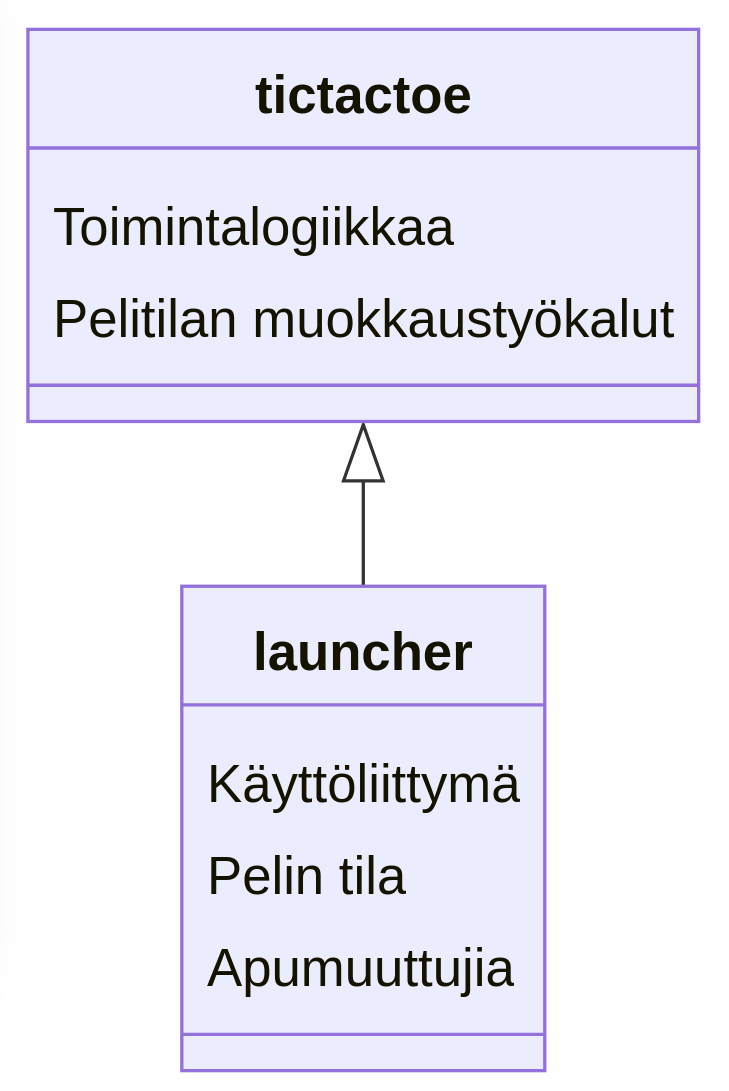 tictactoe
Toimintalogiikkaa
Pelitilan muokkaustyökalut
launcher
Käyttöliittymä
Pelin tila
Apumuuttujia